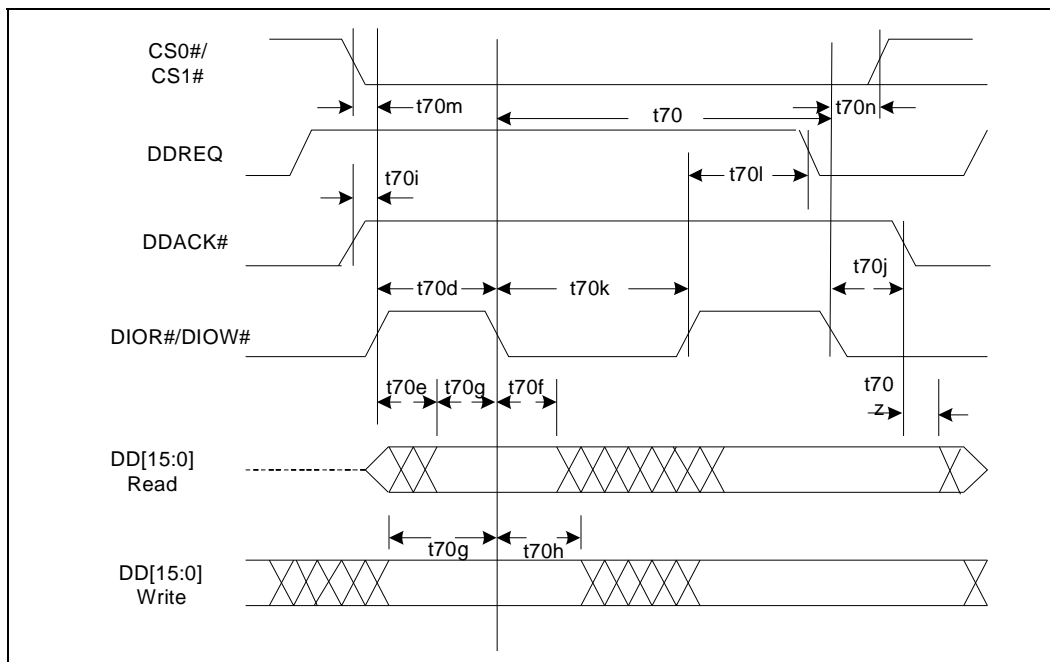 CS0#/
CS1#
t70m
t70
t70n
DDREQ
t70i
t70l
DDACK#
t70d
t70k
t70j
DIOR#/DIOW#
t70e
t70g
t70f
t70
z
DD[15:0]
Read
t70g
t70h
DD[15:0]
Write